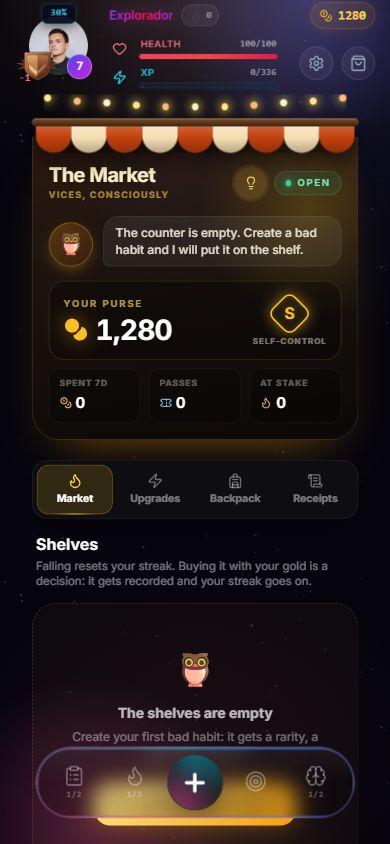 30%
Explorador
0
1280
HEALTH
100/100
-1
7
XP
0/336
The Market
VICES, CONSCIOUSLY
OPEN
The counter is empty. Create a bad
habit and I will put it on the shelf.
YOUR PURSE
1,280
S
SELF-CONTROL
SPENT 7D
0
PASSES
0
AT STAKE
0
Market
Upgrades
Backpack
Receipts
Shelves
Falling resets your streak. Buying it with your gold is a
decision: it gets recorded and your streak goes on.
The shelves are empty
Create your first bad habit: it gets a rarity, a
1/2
1/2
1/2